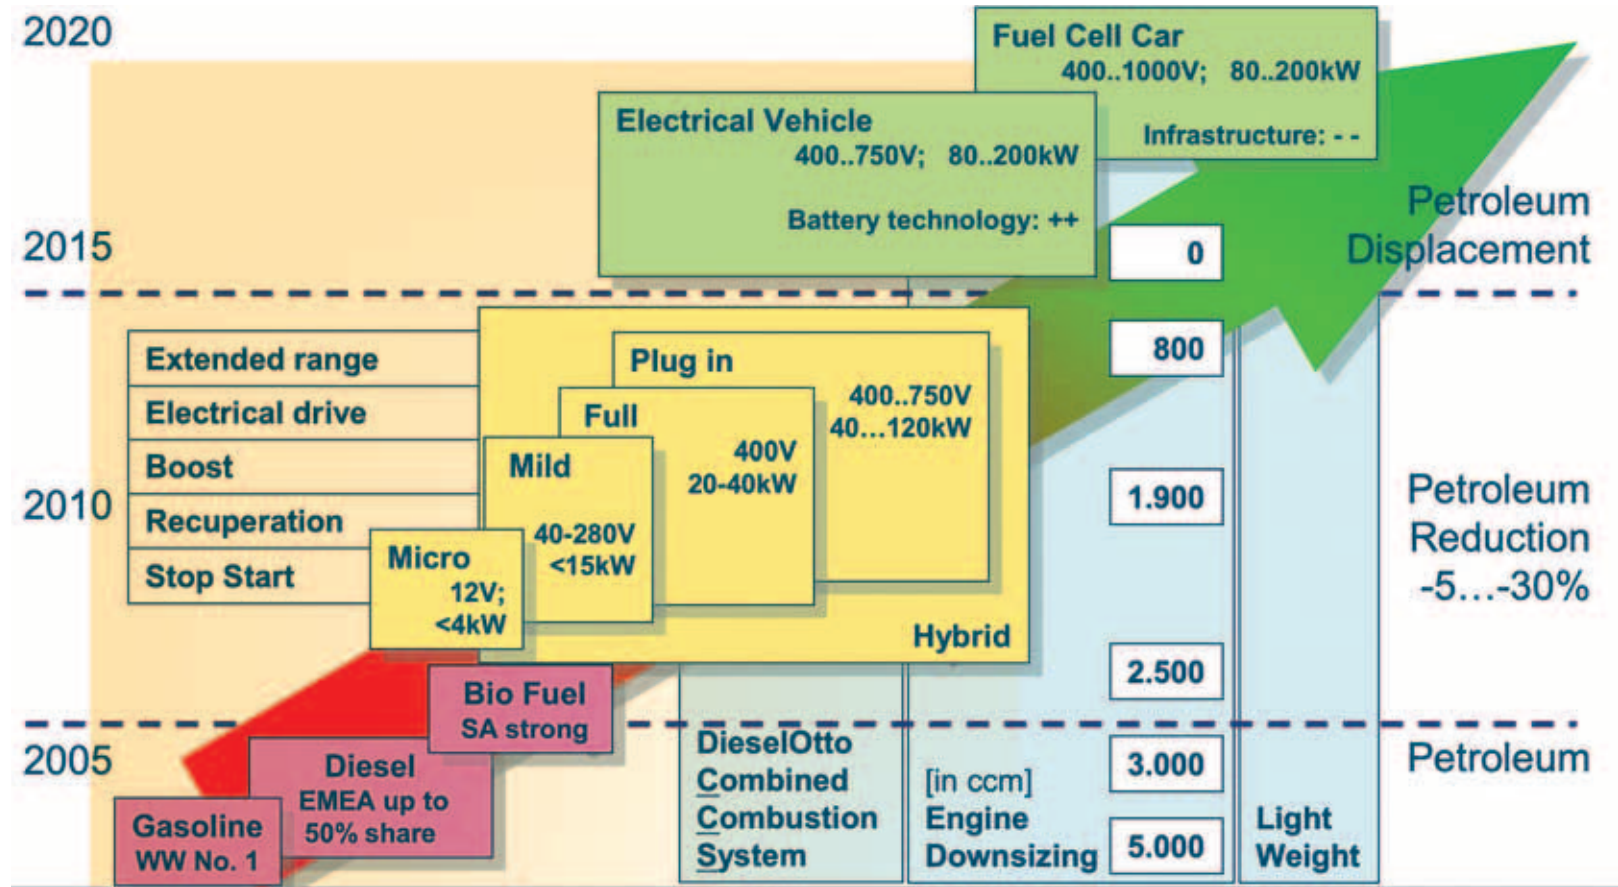 2020
Fuel Cell Car
400..1000V; 80..200kW
Infrastructure: - -
Electrical Vehicle
400..750V; 80..200kW
Battery technology: ++
Petroleum
Displacement
2015
0
800
Extended range
Electrical drive
Boost
Recuperation
Stop Start
Plug in
400..750V
40...120kW
Full
400V
20-40kW
Mild
40-280V
<15kW
Micro
12V;
<4kW
Hybrid
2010
1.900
Petroleum
Reduction
-5...-30%
2.500
Bio Fuel
SA strong
2005
Diesel
EMEA up to
50% share
Gasoline
WW No. 1
DieselOtto
Combined
Combustion
System
[in ccm]
Engine
Downsizing
3.000
5.000
Light
Weight
Petroleum